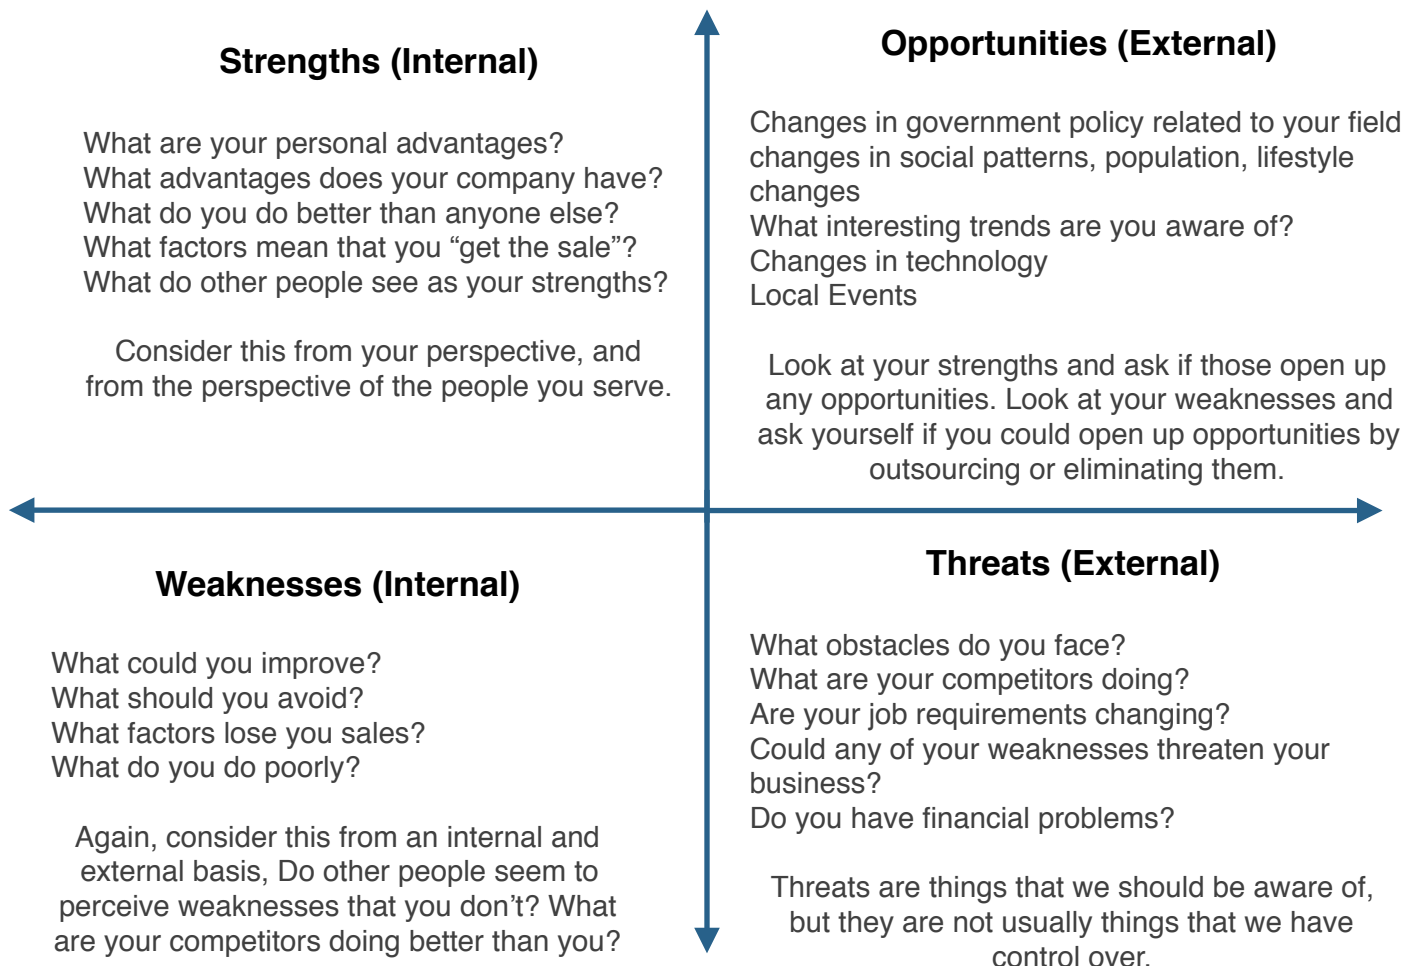 Strengths (Internal)
What are your personal advantages?
What advantages does your company have?
What do you do better than anyone else?
What factors mean that you “get the sale”?
What do other people see as your strengths?
Consider this from your perspective, and
from the perspective of the people you serve.
Opportunities (External)
Changes in government policy related to your field
changes in social patterns, population, lifestyle
changes
What interesting trends are you aware of?
Changes in technology
Local Events
Look at your strengths and ask if those open up
any opportunities. Look at your weaknesses and
ask yourself if you could open up opportunities by
outsourcing or eliminating them.
Weaknesses (Internal)
What could you improve?
What should you avoid?
What factors lose you sales?
What do you do poorly?
Again, consider this from an internal and
external basis, Do other people seem to
perceive weaknesses that you don’t? What
are your competitors doing better than you?
Threats (External)
What obstacles do you face?
What are your competitors doing?
Are your job requirements changing?
Could any of your weaknesses threaten your
business?
Do you have financial problems?
Threats are things that we should be aware of,
but they are not usually things that we have
control over.